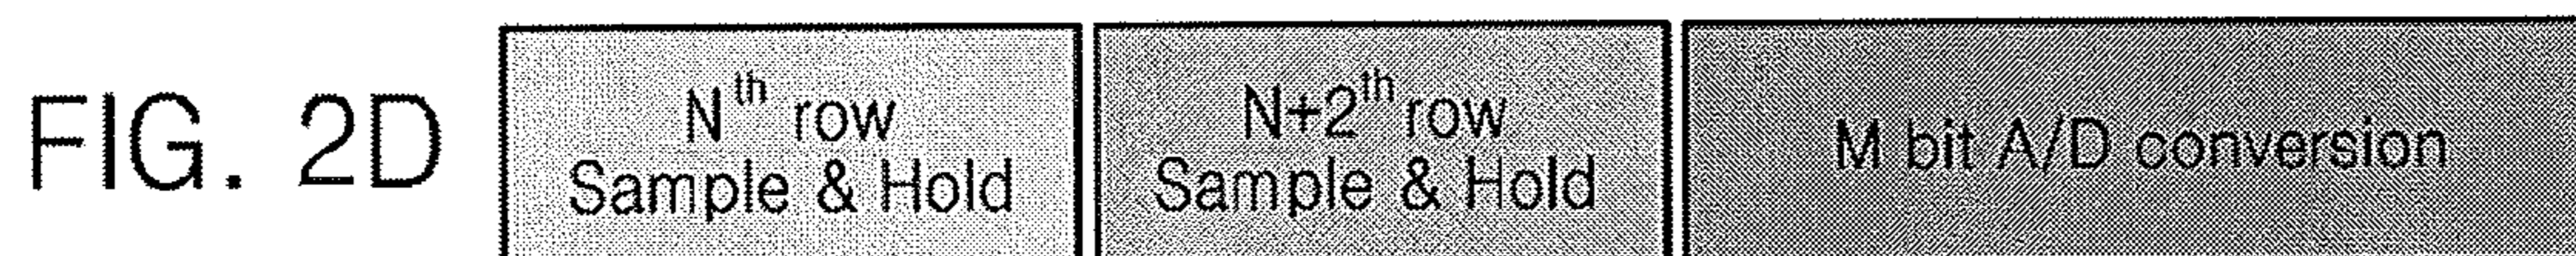 FIG. 2D
N^th row
Sample & Hold
N+2^th row
Sample & Hold
M bit A/D conversion